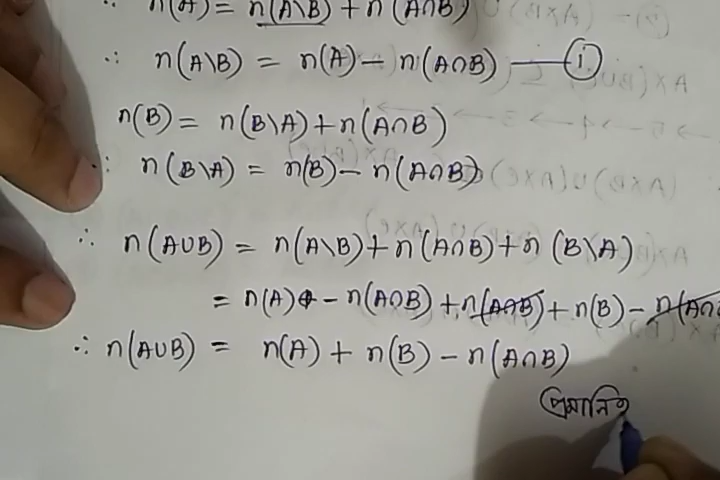 ∴ n(A) = n(A\B) + n(A∩B)
∴ n(A\B) = n(A) − n(A∩B) —— ①
n(B) = n(B\A) + n(A∩B)
∴ n(B\A) = n(B) − n(A∩B)
∴ n(A∪B) = n(A\B) + n(A∩B) + n(B\A)
= n(A) − n(A∩B) + n(A∩B) + n(B) − n(A∩
∴ n(A∪B) = n(A) + n(B) − n(A∩B)
প্রমানিত